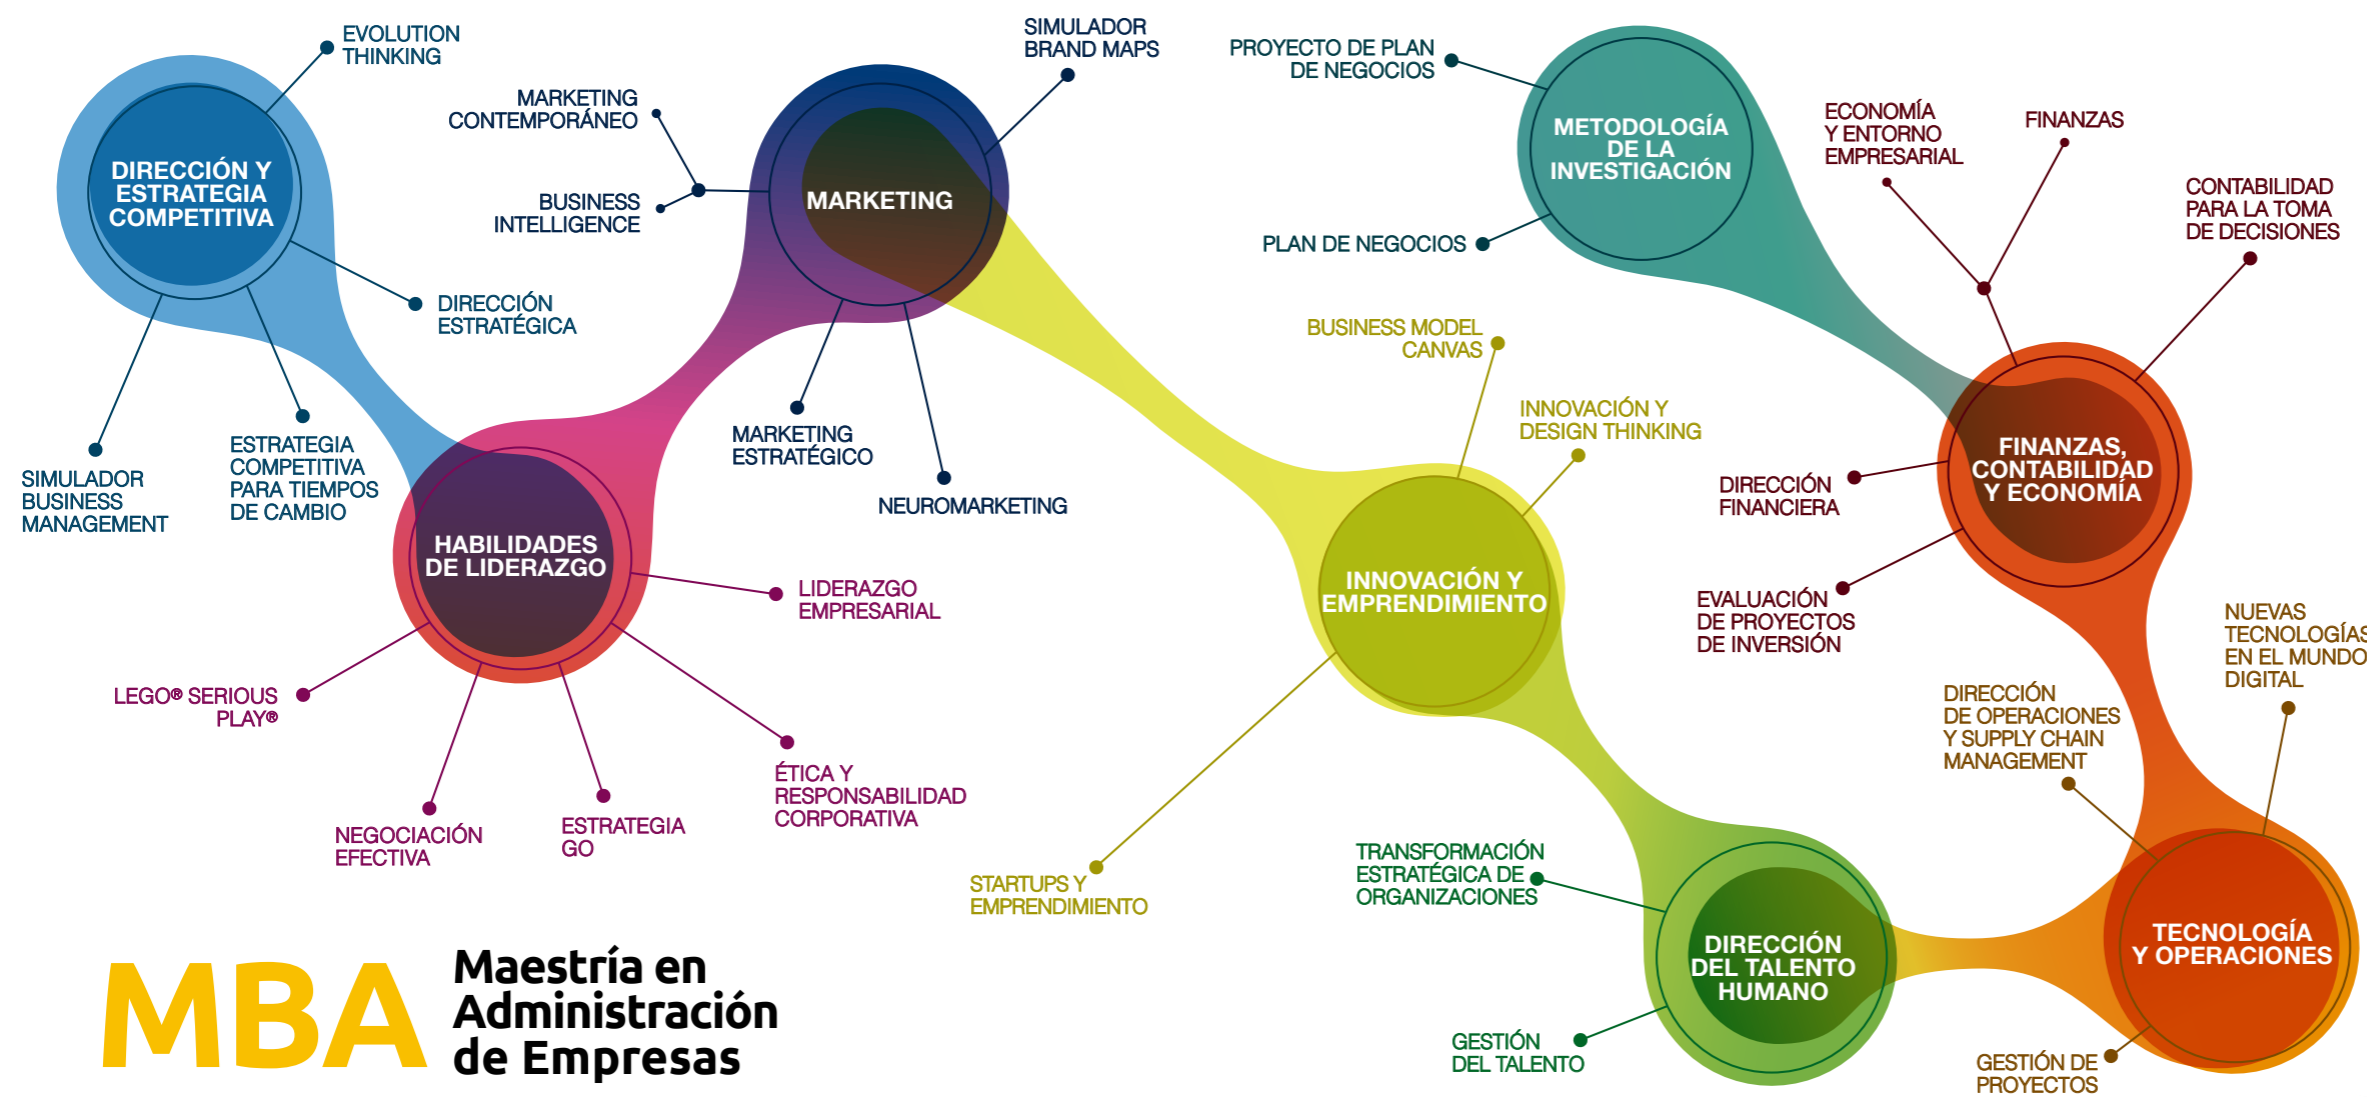 EVOLUTION
THINKING
DIRECCIÓN Y
ESTRATEGIA
COMPETITIVA
DIRECCIÓN
ESTRATÉGICA
ESTRATEGIA
COMPETITIVA
PARA TIEMPOS
DE CAMBIO
SIMULADOR
BUSINESS
MANAGEMENT
HABILIDADES
DE LIDERAZGO
LIDERAZGO
EMPRESARIAL
LEGO® SERIOUS
PLAY®
NEGOCIACIÓN
EFECTIVA
ESTRATEGIA
GO
ÉTICA Y
RESPONSABILIDAD
CORPORATIVA
SIMULADOR
BRAND MAPS
MARKETING
CONTEMPORÁNEO
BUSINESS
INTELLIGENCE
MARKETING
MARKETING
ESTRATÉGICO
NEUROMARKETING
BUSINESS MODEL
CANVAS
INNOVACIÓN Y
DESIGN THINKING
INNOVACIÓN Y
EMPRENDIMIENTO
STARTUPS Y
EMPRENDIMIENTO
TRANSFORMACIÓN
ESTRATÉGICA DE
ORGANIZACIONES
DIRECCIÓN
DEL TALENTO
HUMANO
GESTIÓN
DEL TALENTO
PROYECTO DE PLAN
DE NEGOCIOS
METODOLOGÍA
DE LA
INVESTIGACIÓN
PLAN DE NEGOCIOS
ECONOMÍA
Y ENTORNO
EMPRESARIAL
FINANZAS
CONTABILIDAD
PARA LA TOMA
DE DECISIONES
FINANZAS,
CONTABILIDAD
Y ECONOMÍA
DIRECCIÓN
FINANCIERA
EVALUACIÓN
DE PROYECTOS
DE INVERSIÓN
NUEVAS
TECNOLOGÍAS
EN EL MUNDO
DIGITAL
DIRECCIÓN
DE OPERACIONES
Y SUPPLY CHAIN
MANAGEMENT
TECNOLOGÍA
Y OPERACIONES
GESTIÓN DE
PROYECTOS
MBA
Maestría en
Administración
de Empresas